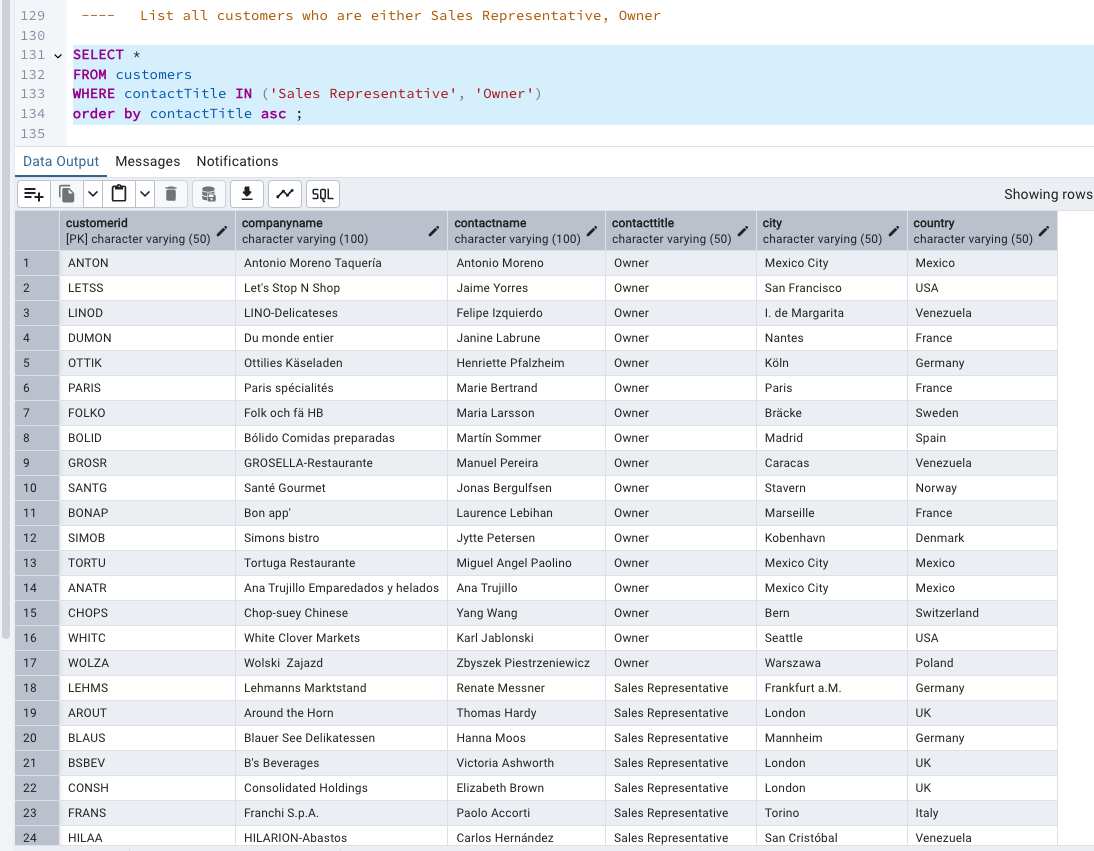 129 ---- List all customers who are either Sales Representative, Owner
130
131 SELECT *
132 FROM customers
133 WHERE contactTitle IN ('Sales Representative', 'Owner')
134 order by contactTitle asc ;
135
Data Output Messages Notifications
SQL Showing rows
customerid companyname contactname contacttitle city country
[PK] character varying (50) character varying (100) character varying (100) character varying (50) character varying (50) character varying (50)
1 ANTON Antonio Moreno Taquería Antonio Moreno Owner Mexico City Mexico
2 LETSS Let's Stop N Shop Jaime Yorres Owner San Francisco USA
3 LINOD LINO-Delicateses Felipe Izquierdo Owner I. de Margarita Venezuela
4 DUMON Du monde entier Janine Labrune Owner Nantes France
5 OTTIK Ottilies Käseladen Henriette Pfalzheim Owner Köln Germany
6 PARIS Paris spécialités Marie Bertrand Owner Paris France
7 FOLKO Folk och fä HB Maria Larsson Owner Bräcke Sweden
8 BOLID Bólido Comidas preparadas Martín Sommer Owner Madrid Spain
9 GROSR GROSELLA-Restaurante Manuel Pereira Owner Caracas Venezuela
10 SANTG Santé Gourmet Jonas Bergulfsen Owner Stavern Norway
11 BONAP Bon app' Laurence Lebihan Owner Marseille France
12 SIMOB Simons bistro Jytte Petersen Owner Kobenhavn Denmark
13 TORTU Tortuga Restaurante Miguel Angel Paolino Owner Mexico City Mexico
14 ANATR Ana Trujillo Emparedados y helados Ana Trujillo Owner Mexico City Mexico
15 CHOPS Chop-suey Chinese Yang Wang Owner Bern Switzerland
16 WHITC White Clover Markets Karl Jablonski Owner Seattle USA
17 WOLZA Wolski  Zajazd Zbyszek Piestrzeniewicz Owner Warszawa Poland
18 LEHMS Lehmanns Marktstand Renate Messner Sales Representative Frankfurt a.M. Germany
19 AROUT Around the Horn Thomas Hardy Sales Representative London UK
20 BLAUS Blauer See Delikatessen Hanna Moos Sales Representative Mannheim Germany
21 BSBEV B's Beverages Victoria Ashworth Sales Representative London UK
22 CONSH Consolidated Holdings Elizabeth Brown Sales Representative London UK
23 FRANS Franchi S.p.A. Paolo Accorti Sales Representative Torino Italy
24 HILAA HILARION-Abastos Carlos Hernández Sales Representative San Cristóbal Venezuela